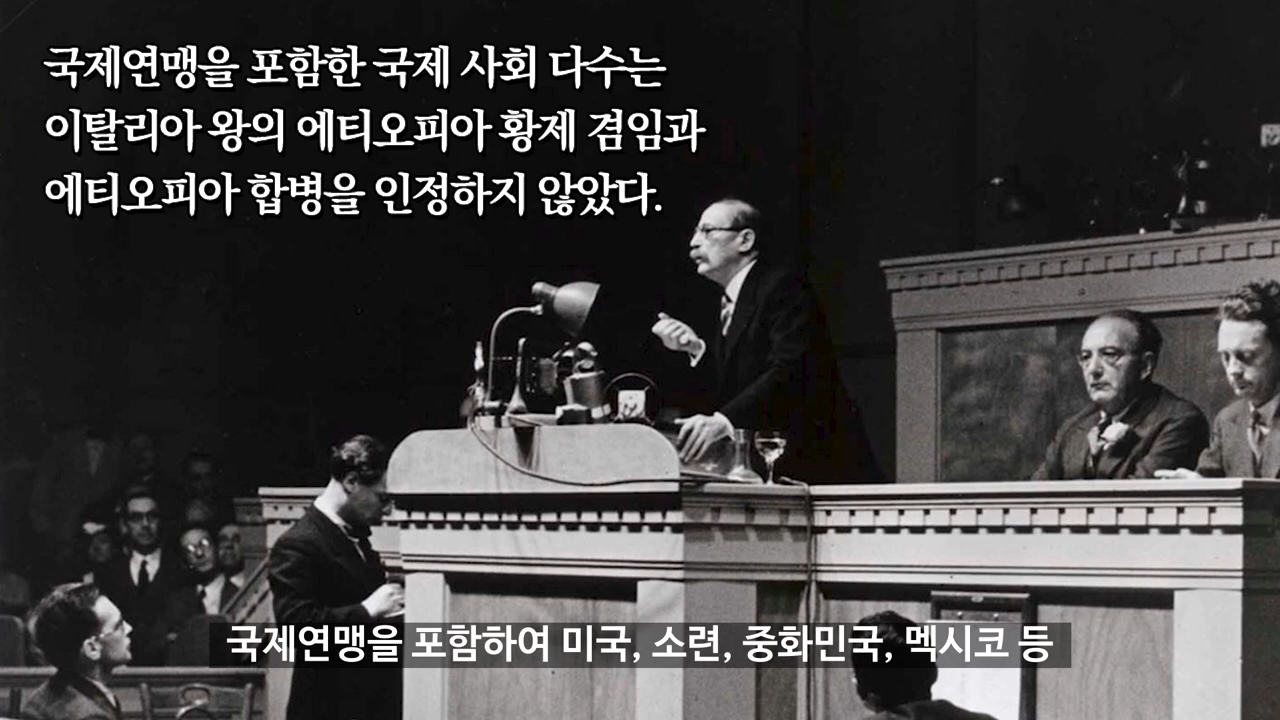 국제연맹을 포함한 국제 사회 다수는
이탈리아 왕의 에티오피아 황제 겸임과
에티오피아 합병을 인정하지 않았다.
국제연맹을 포함하여 미국, 소련, 중화민국, 멕시코 등